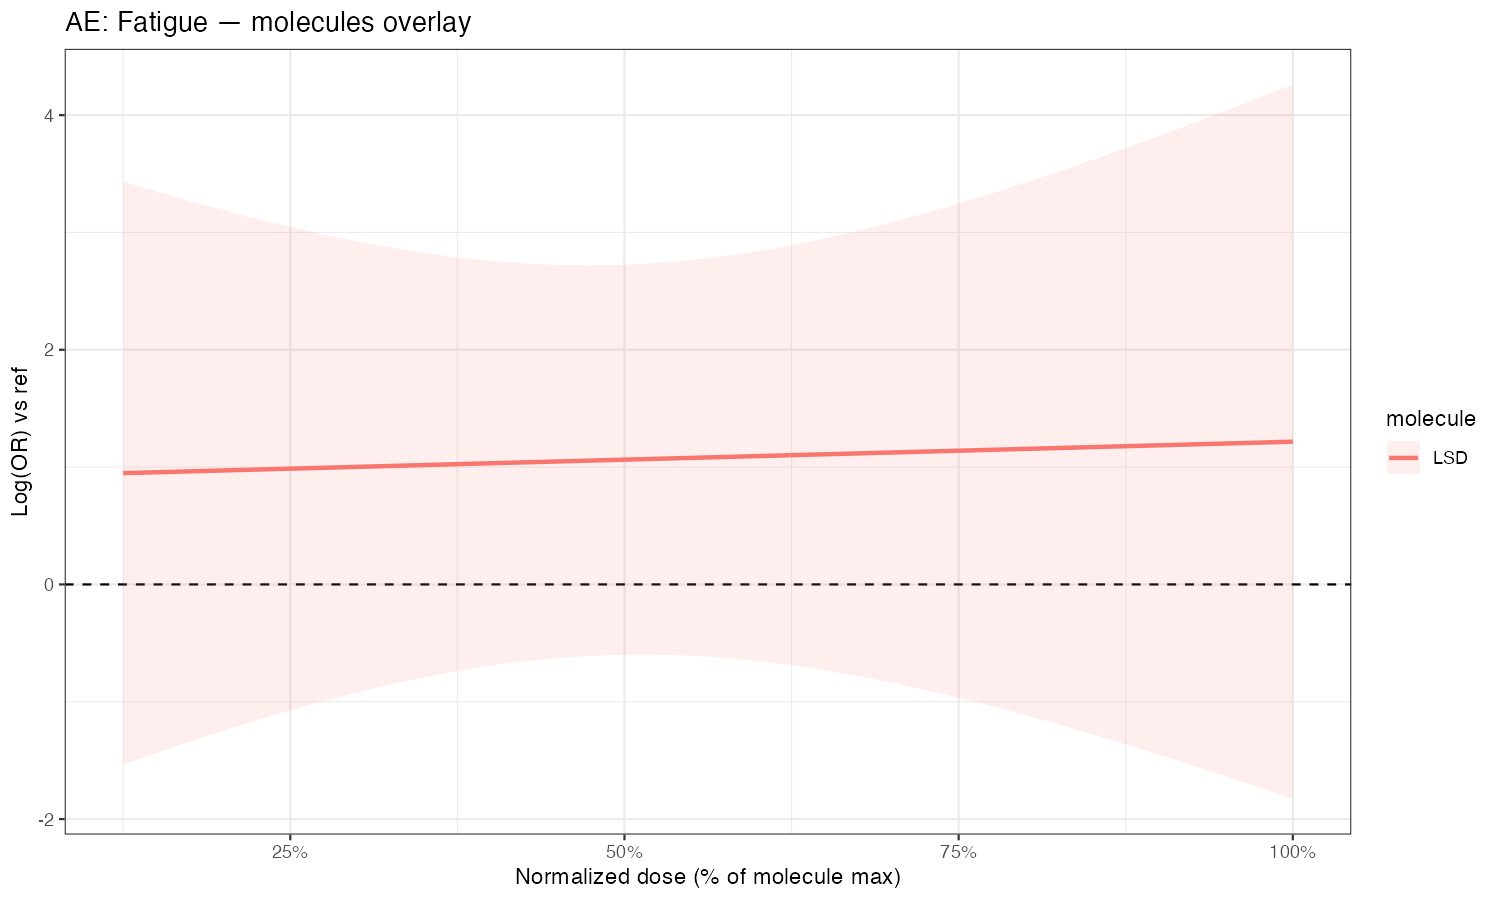 AE: Fatigue — molecules overlay
4
2
0
-2
Log(OR) vs ref
25%
50%
75%
100%
Normalized dose (% of molecule max)
molecule
LSD